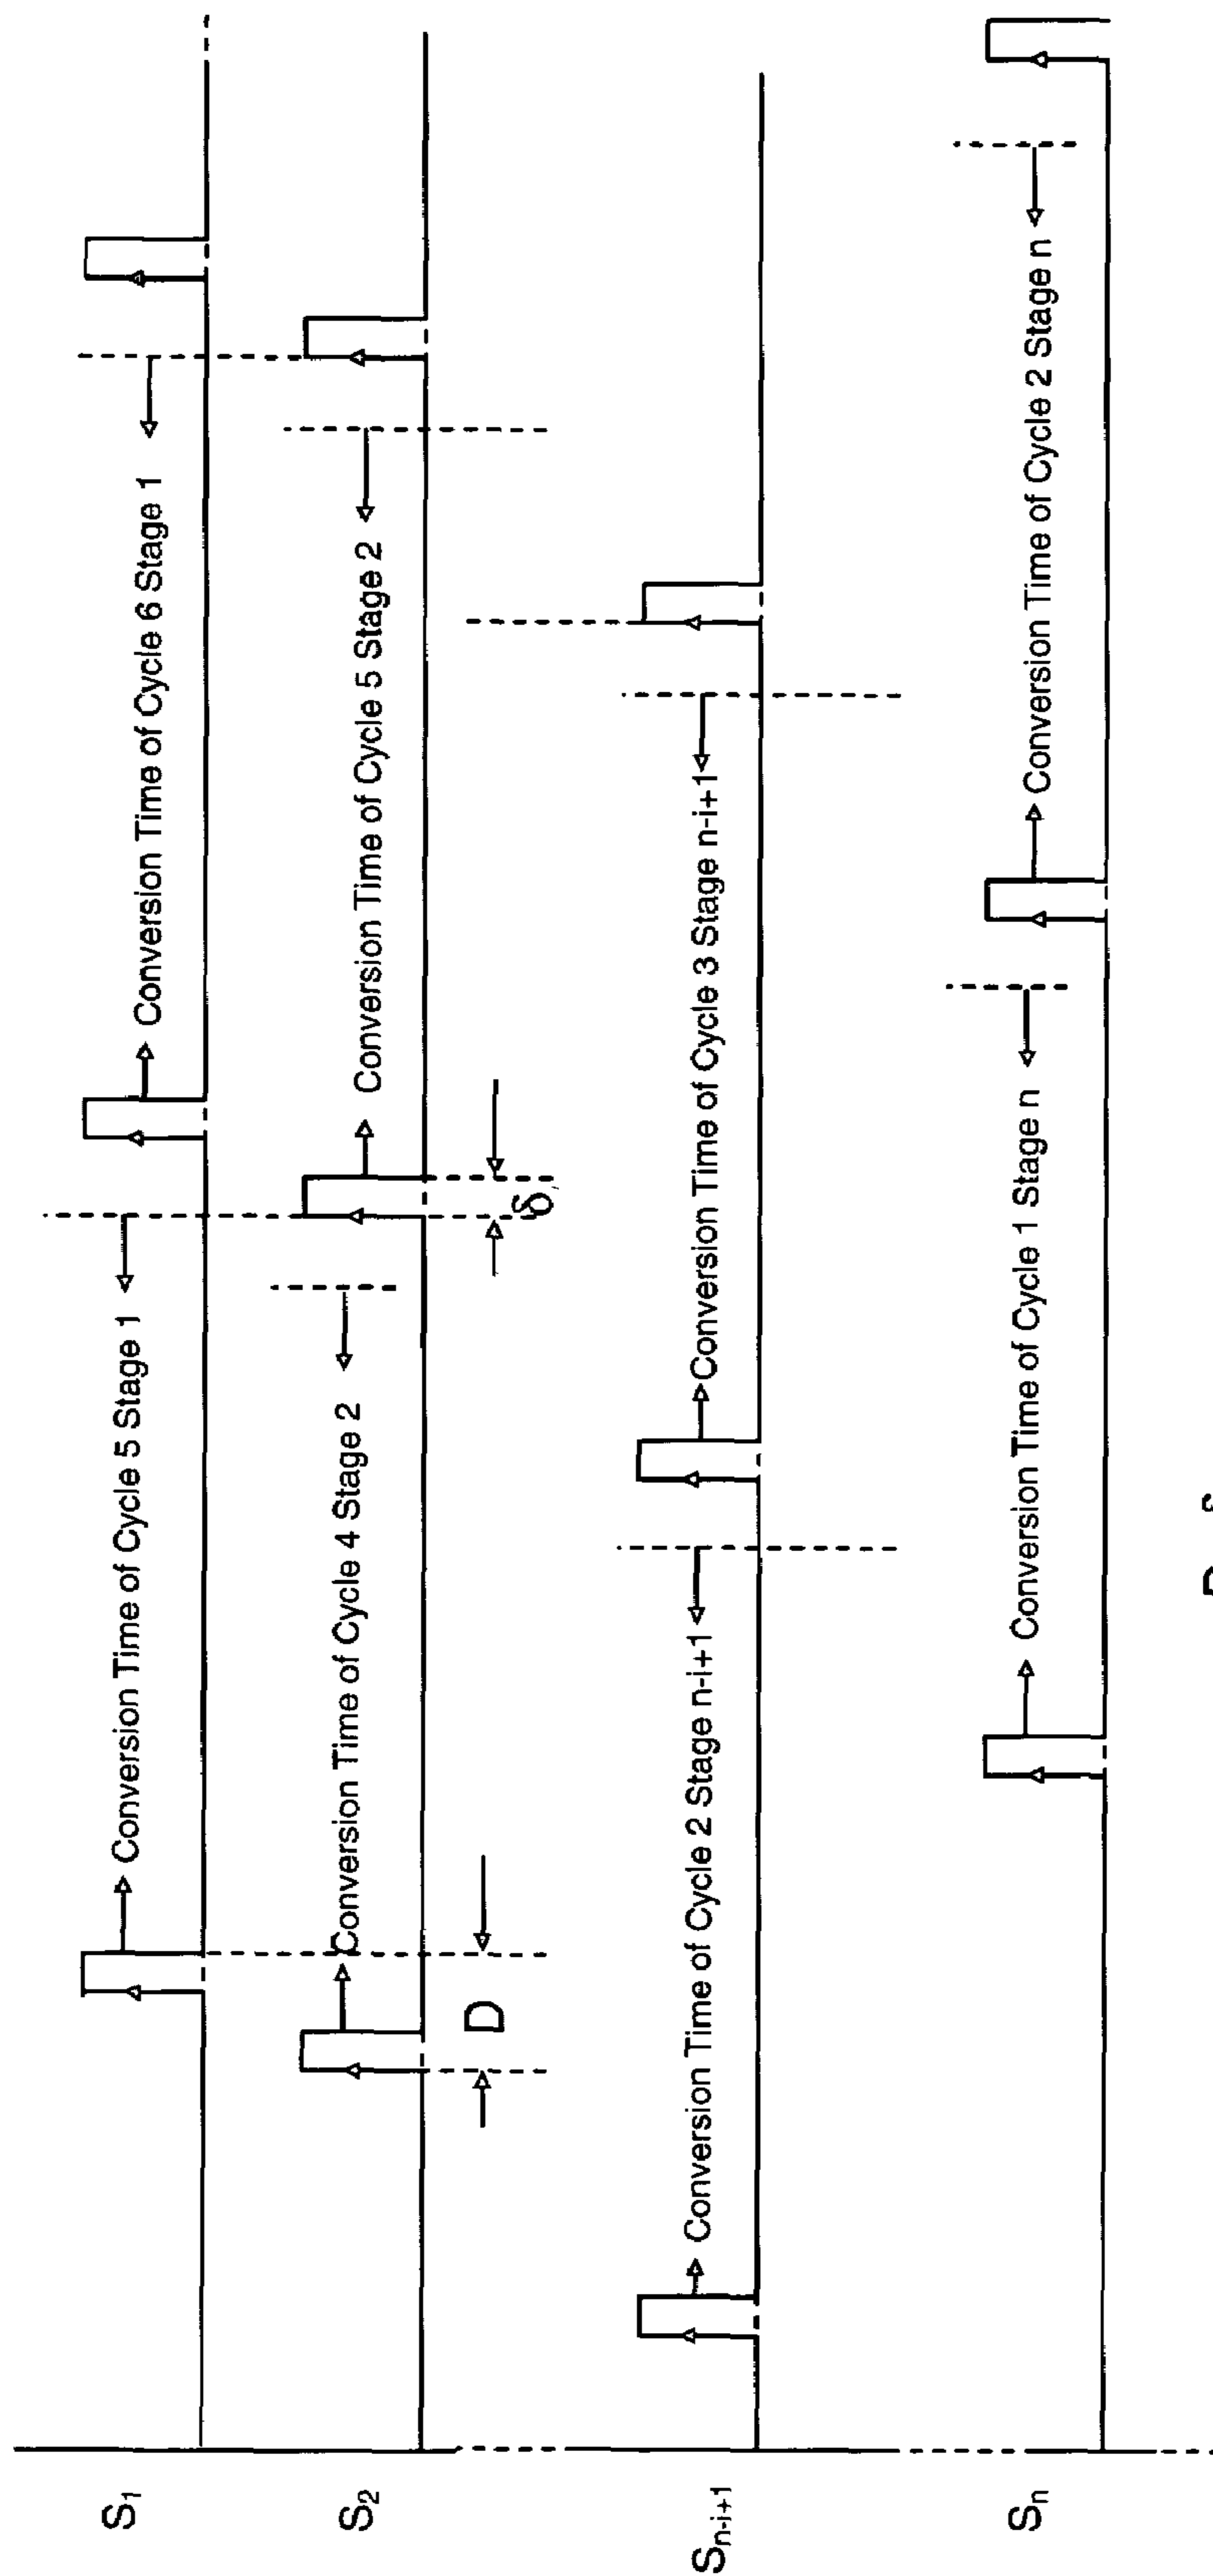 S1
Conversion Time of Cycle 5 Stage 1
Conversion Time of Cycle 6 Stage 1
S2
Conversion Time of Cycle 4 Stage 2
Conversion Time of Cycle 5 Stage 2
D
δ
Sn-i+1
Conversion Time of Cycle 2 Stage n-i+1
Conversion Time of Cycle 3 Stage n-i+1
Sn
Conversion Time of Cycle 1 Stage n
Conversion Time of Cycle 2 Stage n